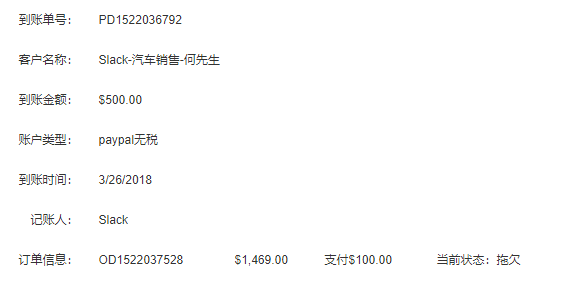 到账单号： PD1522036792
客户名称： Slack-汽车销售-何先生
到账金额： $500.00
账户类型： paypal无税
到账时间： 3/26/2018
记账人： Slack
订单信息： OD1522037528 $1,469.00 支付$100.00 当前状态：拖欠